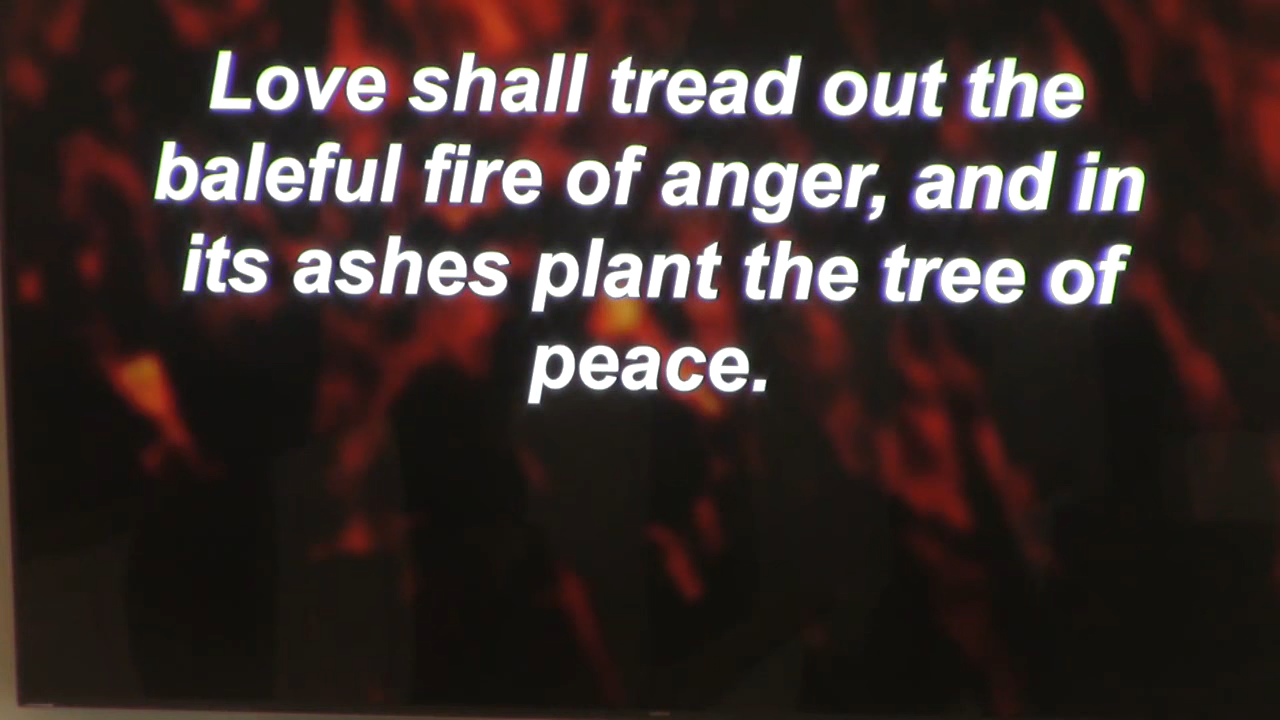 Love shall tread out the
baleful fire of anger, and in
its ashes plant the tree of
peace.